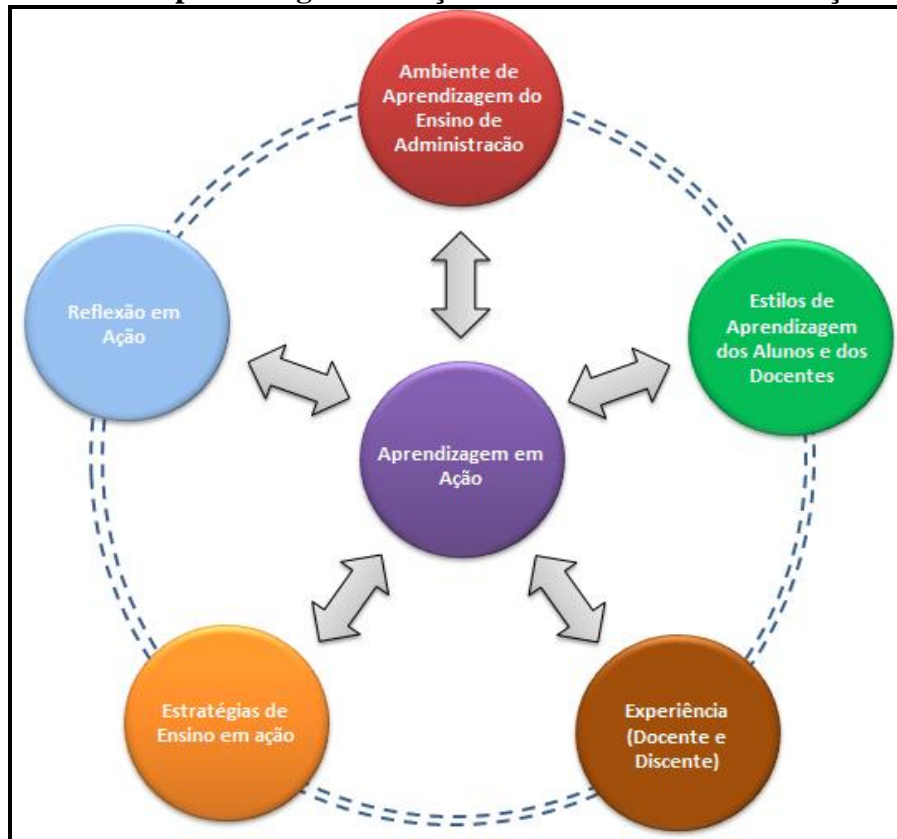 Ambiente de
Aprendizagem do
Ensino de
Administracão
Reflexão em
Ação
Estilos de
Aprendizagem
dos Alunos e dos
Docentes
Aprendizagem em
Ação
Estratégias de
Ensino em ação
Experiência
(Docente e
Discente)